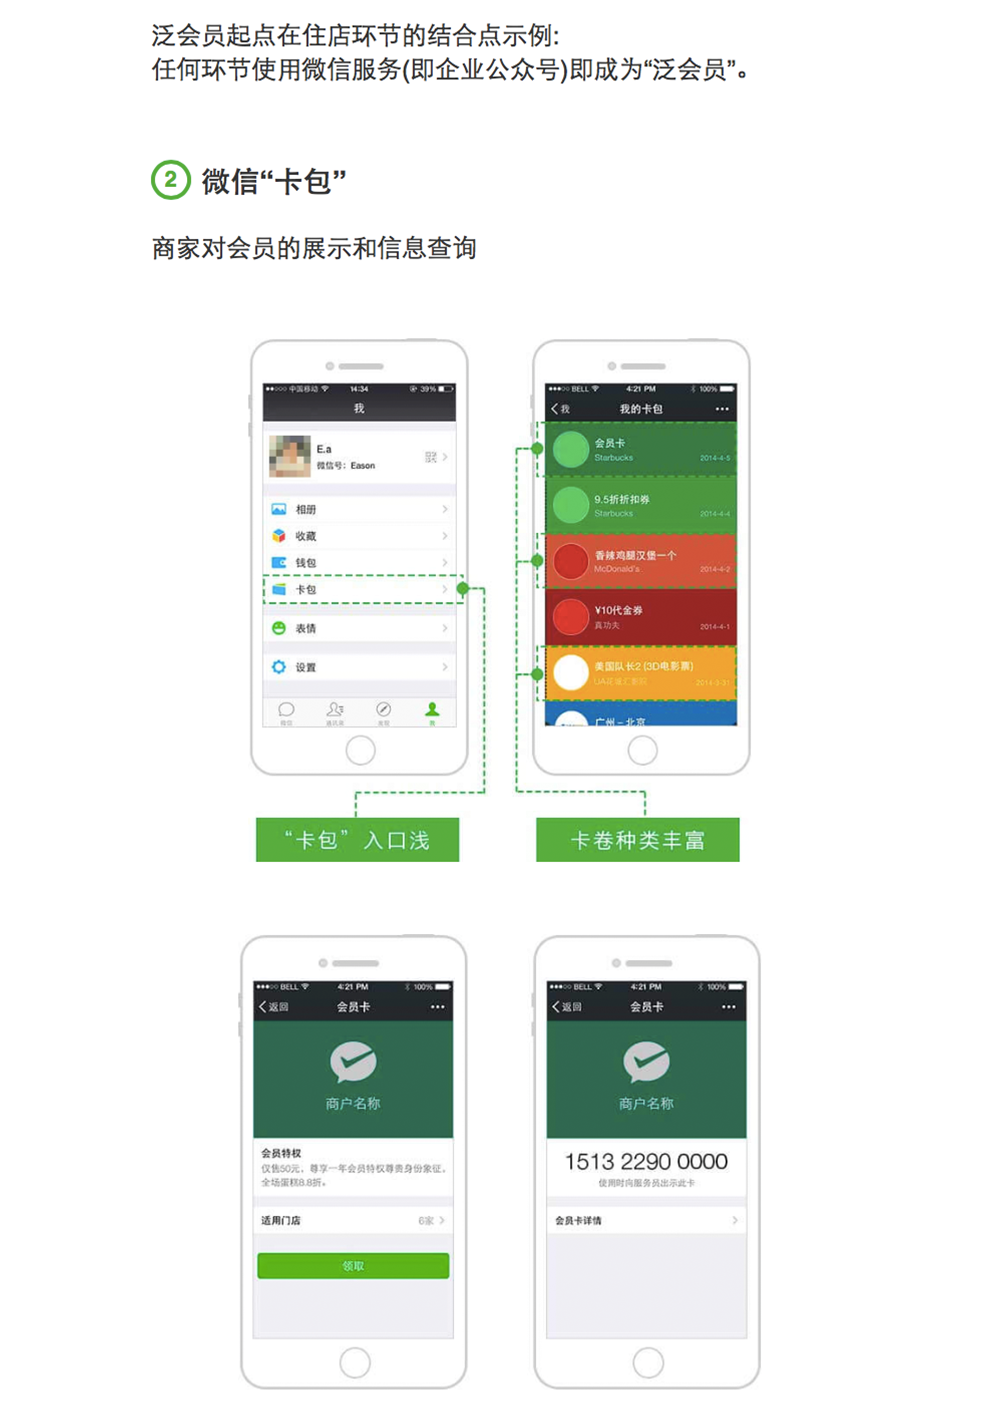 泛会员起点在住店环节的结合点示例:
任何环节使用微信服务(即企业公众号)即成为“泛会员”。
2 微信“卡包”
商家对会员的展示和信息查询
中国移动 14:34 39%
我
E.a
微信号: Eason
相册
收藏
钱包
卡包
表情
设置
微信 通讯录 发现 我
BELL 4:21 PM 100%
我 我的卡包
会员卡
Starbucks 2014-4-5
9.5折折扣券
Starbucks 2014-4-4
香辣鸡腿汉堡一个
McDonald's 2014-4-2
¥10代金券
真功夫 2014-4-1
美国队长2 (3D电影票)
2014-3-31
广州 – 北京
“卡包” 入口浅
卡卷种类丰富
BELL 4:21 PM 100%
返回 会员卡
商户名称
会员特权
仅售50元，尊享一年会员特权尊贵身份象征，
全场蛋糕8.8折。
适用门店 6家
领取
BELL 4:21 PM 100%
返回 会员卡
商户名称
1513 2290 0000
使用时向服务员出示此卡
会员卡详情